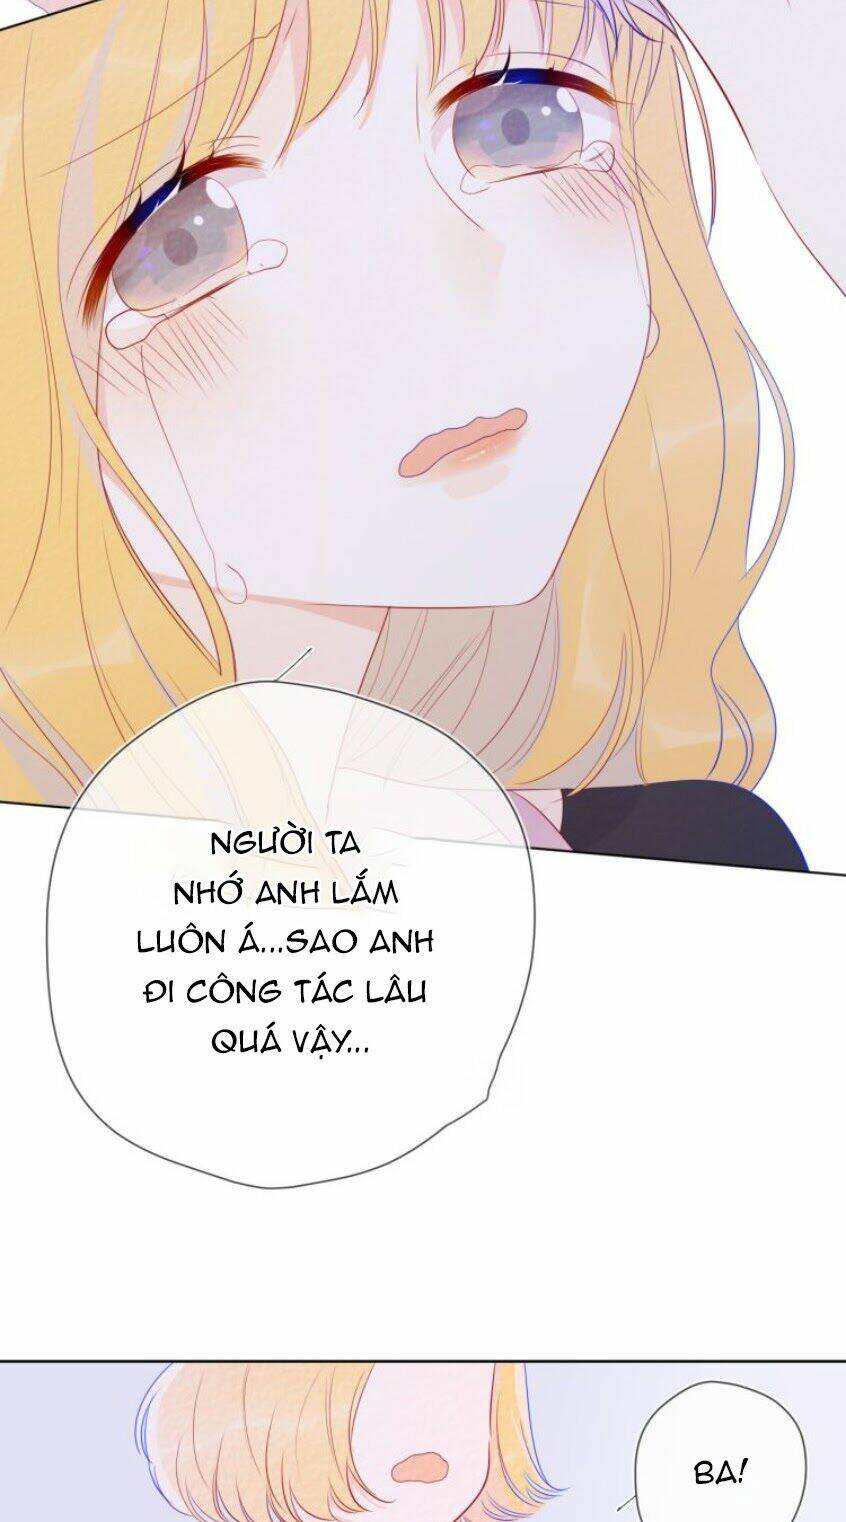 NGƯỜI TA
NHỚ ANH LẮM
LUÔN Á...SAO ANH
ĐI CÔNG TÁC LÂU
QUÁ VẬY...
BA!